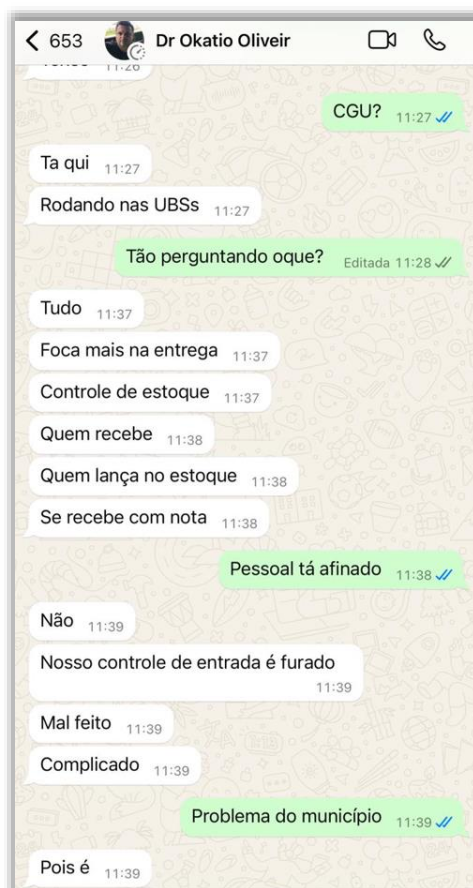 653
Dr Okatio Oliveir
11:26
CGU? 11:27
Ta qui 11:27
Rodando nas UBSs 11:27
Tão perguntando oque? Editada 11:28
Tudo 11:37
Foca mais na entrega 11:37
Controle de estoque 11:37
Quem recebe 11:38
Quem lança no estoque 11:38
Se recebe com nota 11:38
Pessoal tá afinado 11:38
Não 11:39
Nosso controle de entrada é furado
11:39
Mal feito 11:39
Complicado 11:39
Problema do município 11:39
Pois é 11:39